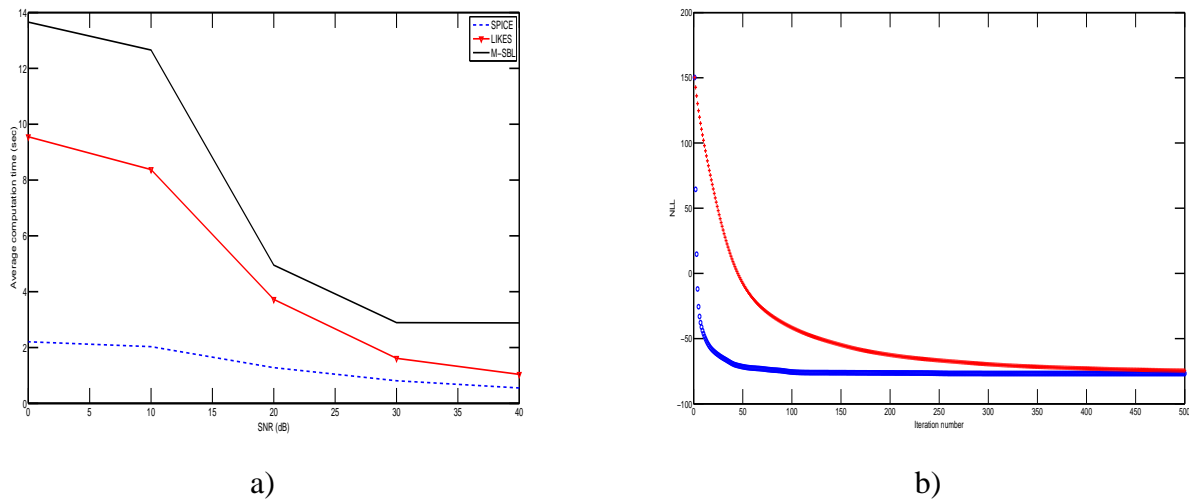 14
12
10
8
6
4
2
0
Average computation time (sec)
0 5 10 15 20 25 30 35 40
SNR (dB)
SPICE
LIKES
M-SBL
a)
200
150
100
50
0
-50
-100
NLL
0 50 100 150 200 250 300 350 400 450 500
Iteration number
b)